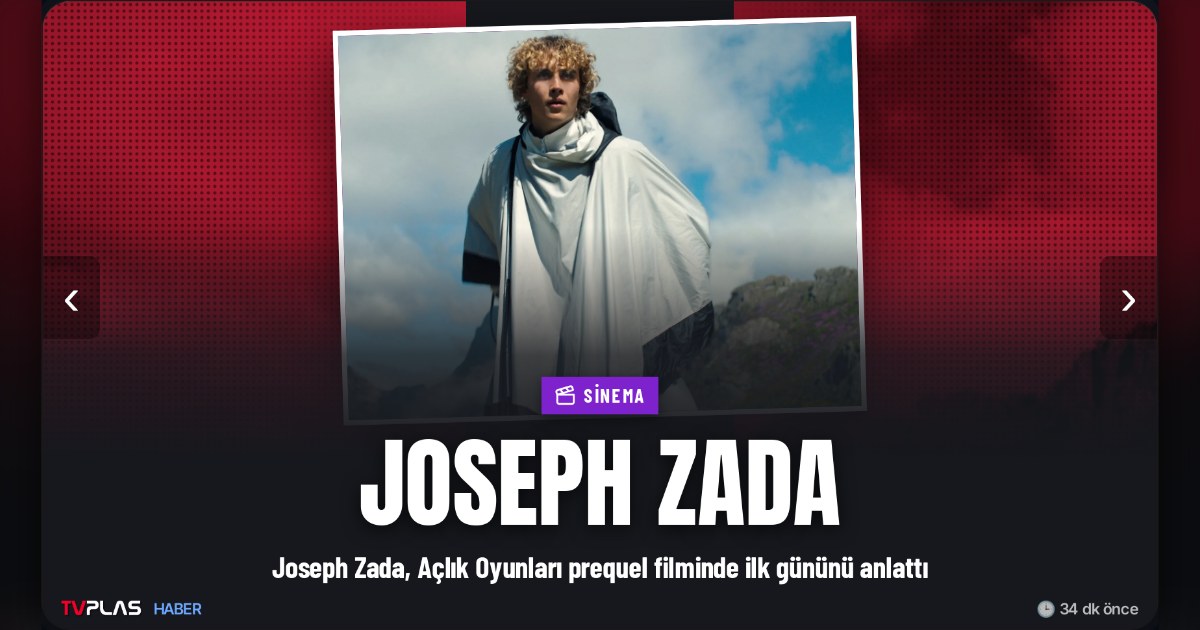 SİNEMA
JOSEPH ZADA
Joseph Zada, Açlık Oyunları prequel filminde ilk gününü anlattı
TVPLAS HABER
34 dk önce